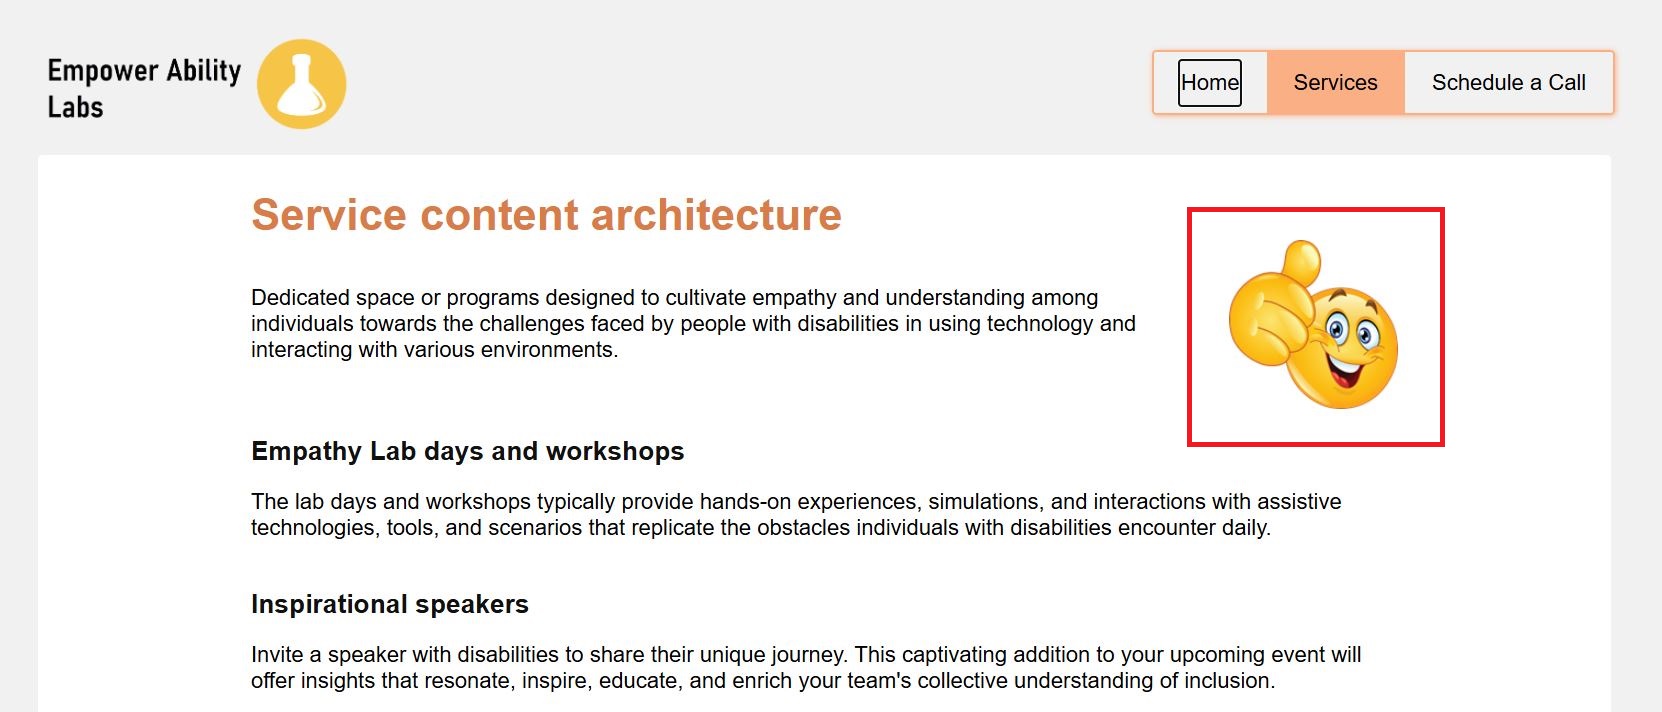 Empower Ability
Labs
Home
Services
Schedule a Call
Service content architecture
Dedicated space or programs designed to cultivate empathy and understanding among
individuals towards the challenges faced by people with disabilities in using technology and
interacting with various environments.
Empathy Lab days and workshops
The lab days and workshops typically provide hands-on experiences, simulations, and interactions with assistive
technologies, tools, and scenarios that replicate the obstacles individuals with disabilities encounter daily.
Inspirational speakers
Invite a speaker with disabilities to share their unique journey. This captivating addition to your upcoming event will
offer insights that resonate, inspire, educate, and enrich your team's collective understanding of inclusion.